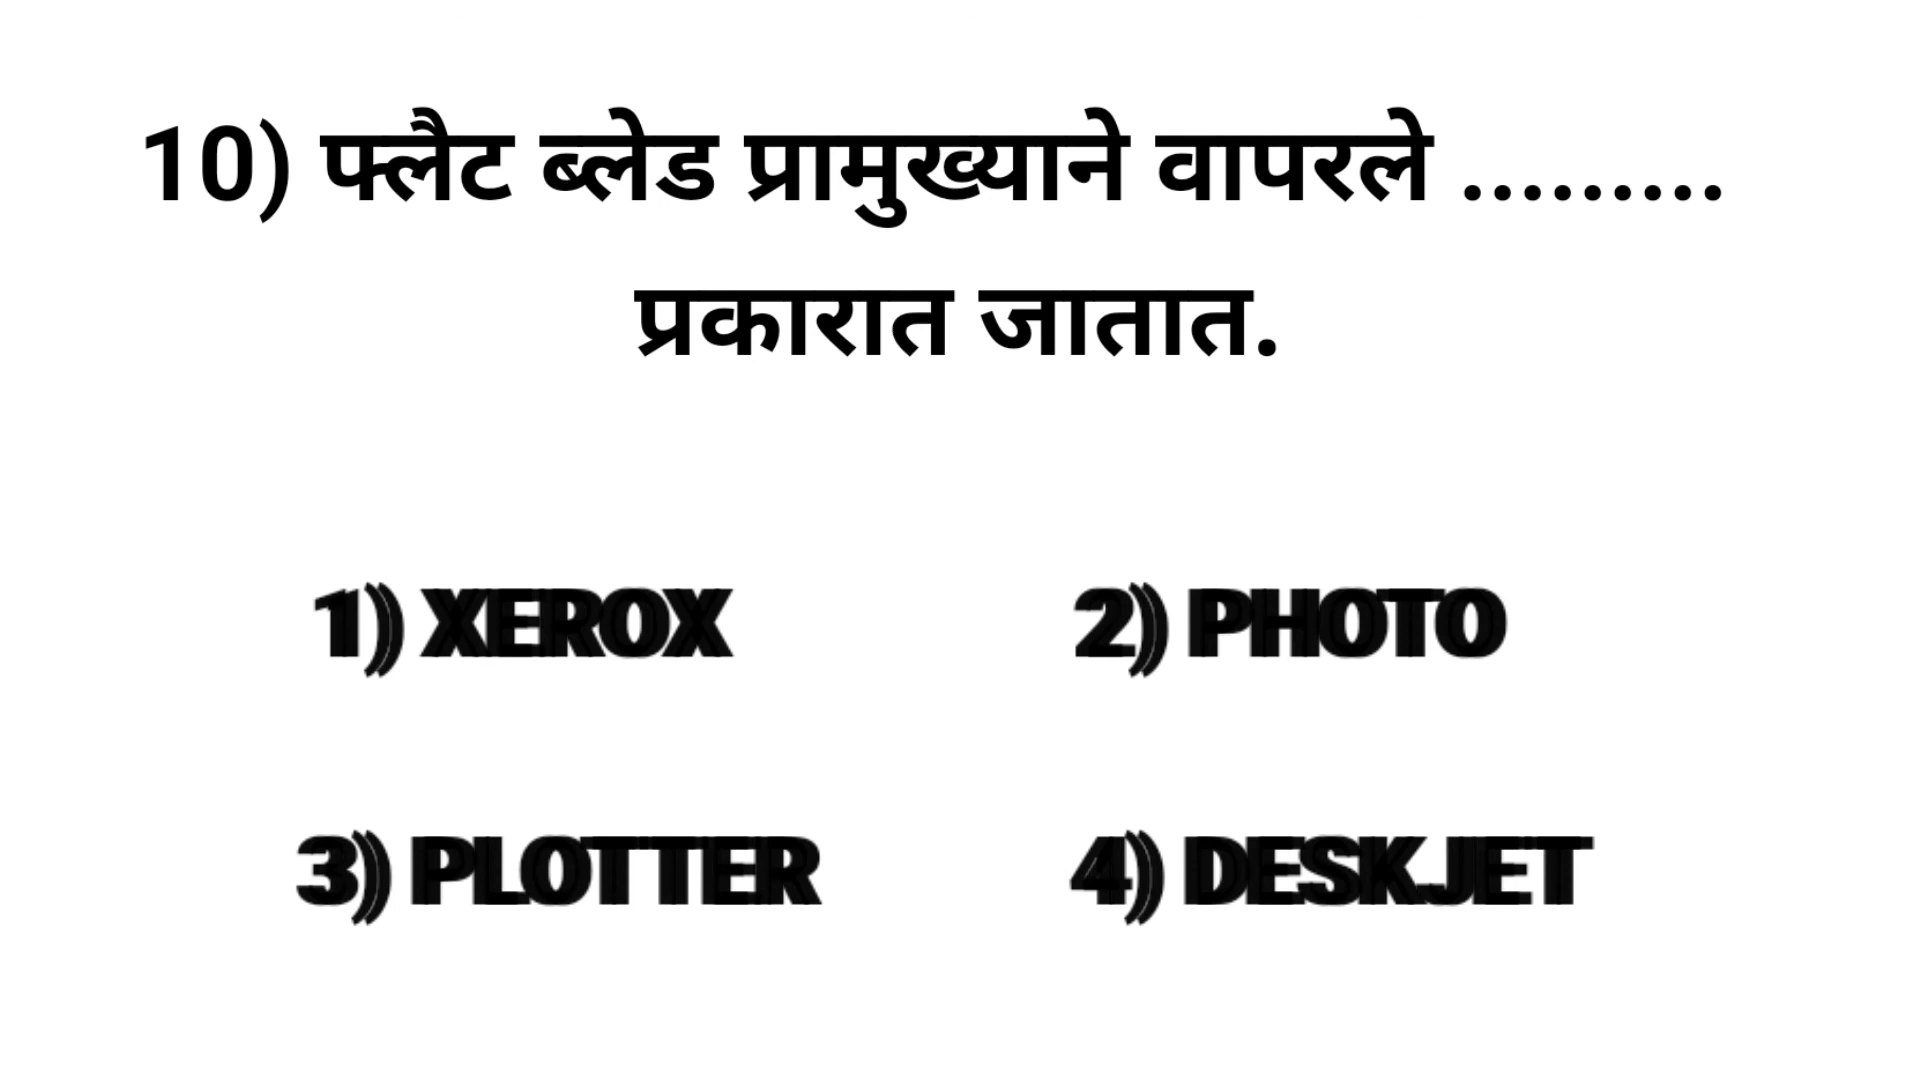 10) फ्लैट ब्लेड प्रामुख्याने वापरले .........
प्रकारात जातात.
1) XEROX
2) PHOTO
3) PLOTTER
4) DESKJET